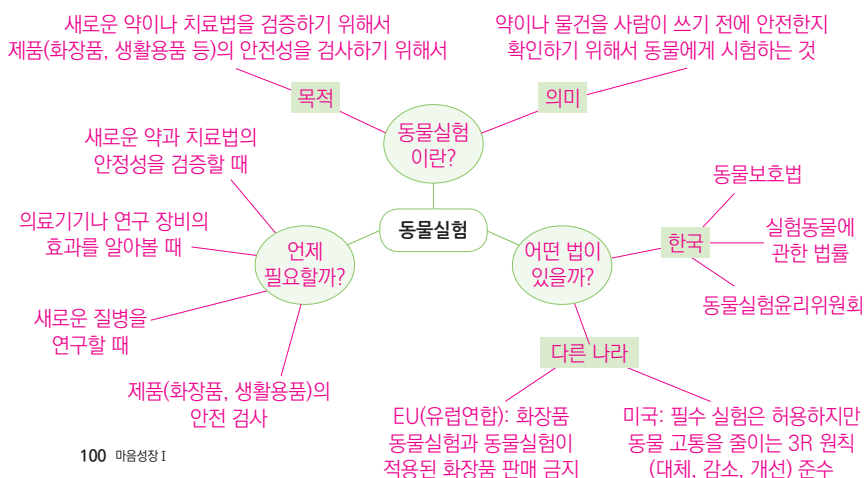 새로운 약이나 치료법을 검증하기 위해서
제품(화장품, 생활용품 등)의 안전성을 검사하기 위해서
목적
약이나 물건을 사람이 쓰기 전에 안전한지
확인하기 위해서 동물에게 시험하는 것
의미
동물실험
이란?
동물실험
새로운 약과 치료법의
안정성을 검증할 때
의료기기나 연구 장비의
효과를 알아볼 때
언제
필요할까?
새로운 질병을
연구할 때
제품(화장품, 생활용품)의
안전 검사
어떤 법이
있을까?
한국
동물보호법
실험동물에
관한 법률
동물실험윤리위원회
다른 나라
EU(유럽연합): 화장품
동물실험과 동물실험이
적용된 화장품 판매 금지
미국: 필수 실험은 허용하지만
동물 고통을 줄이는 3R 원칙
(대체, 감소, 개선) 준수
100 마음성장 I